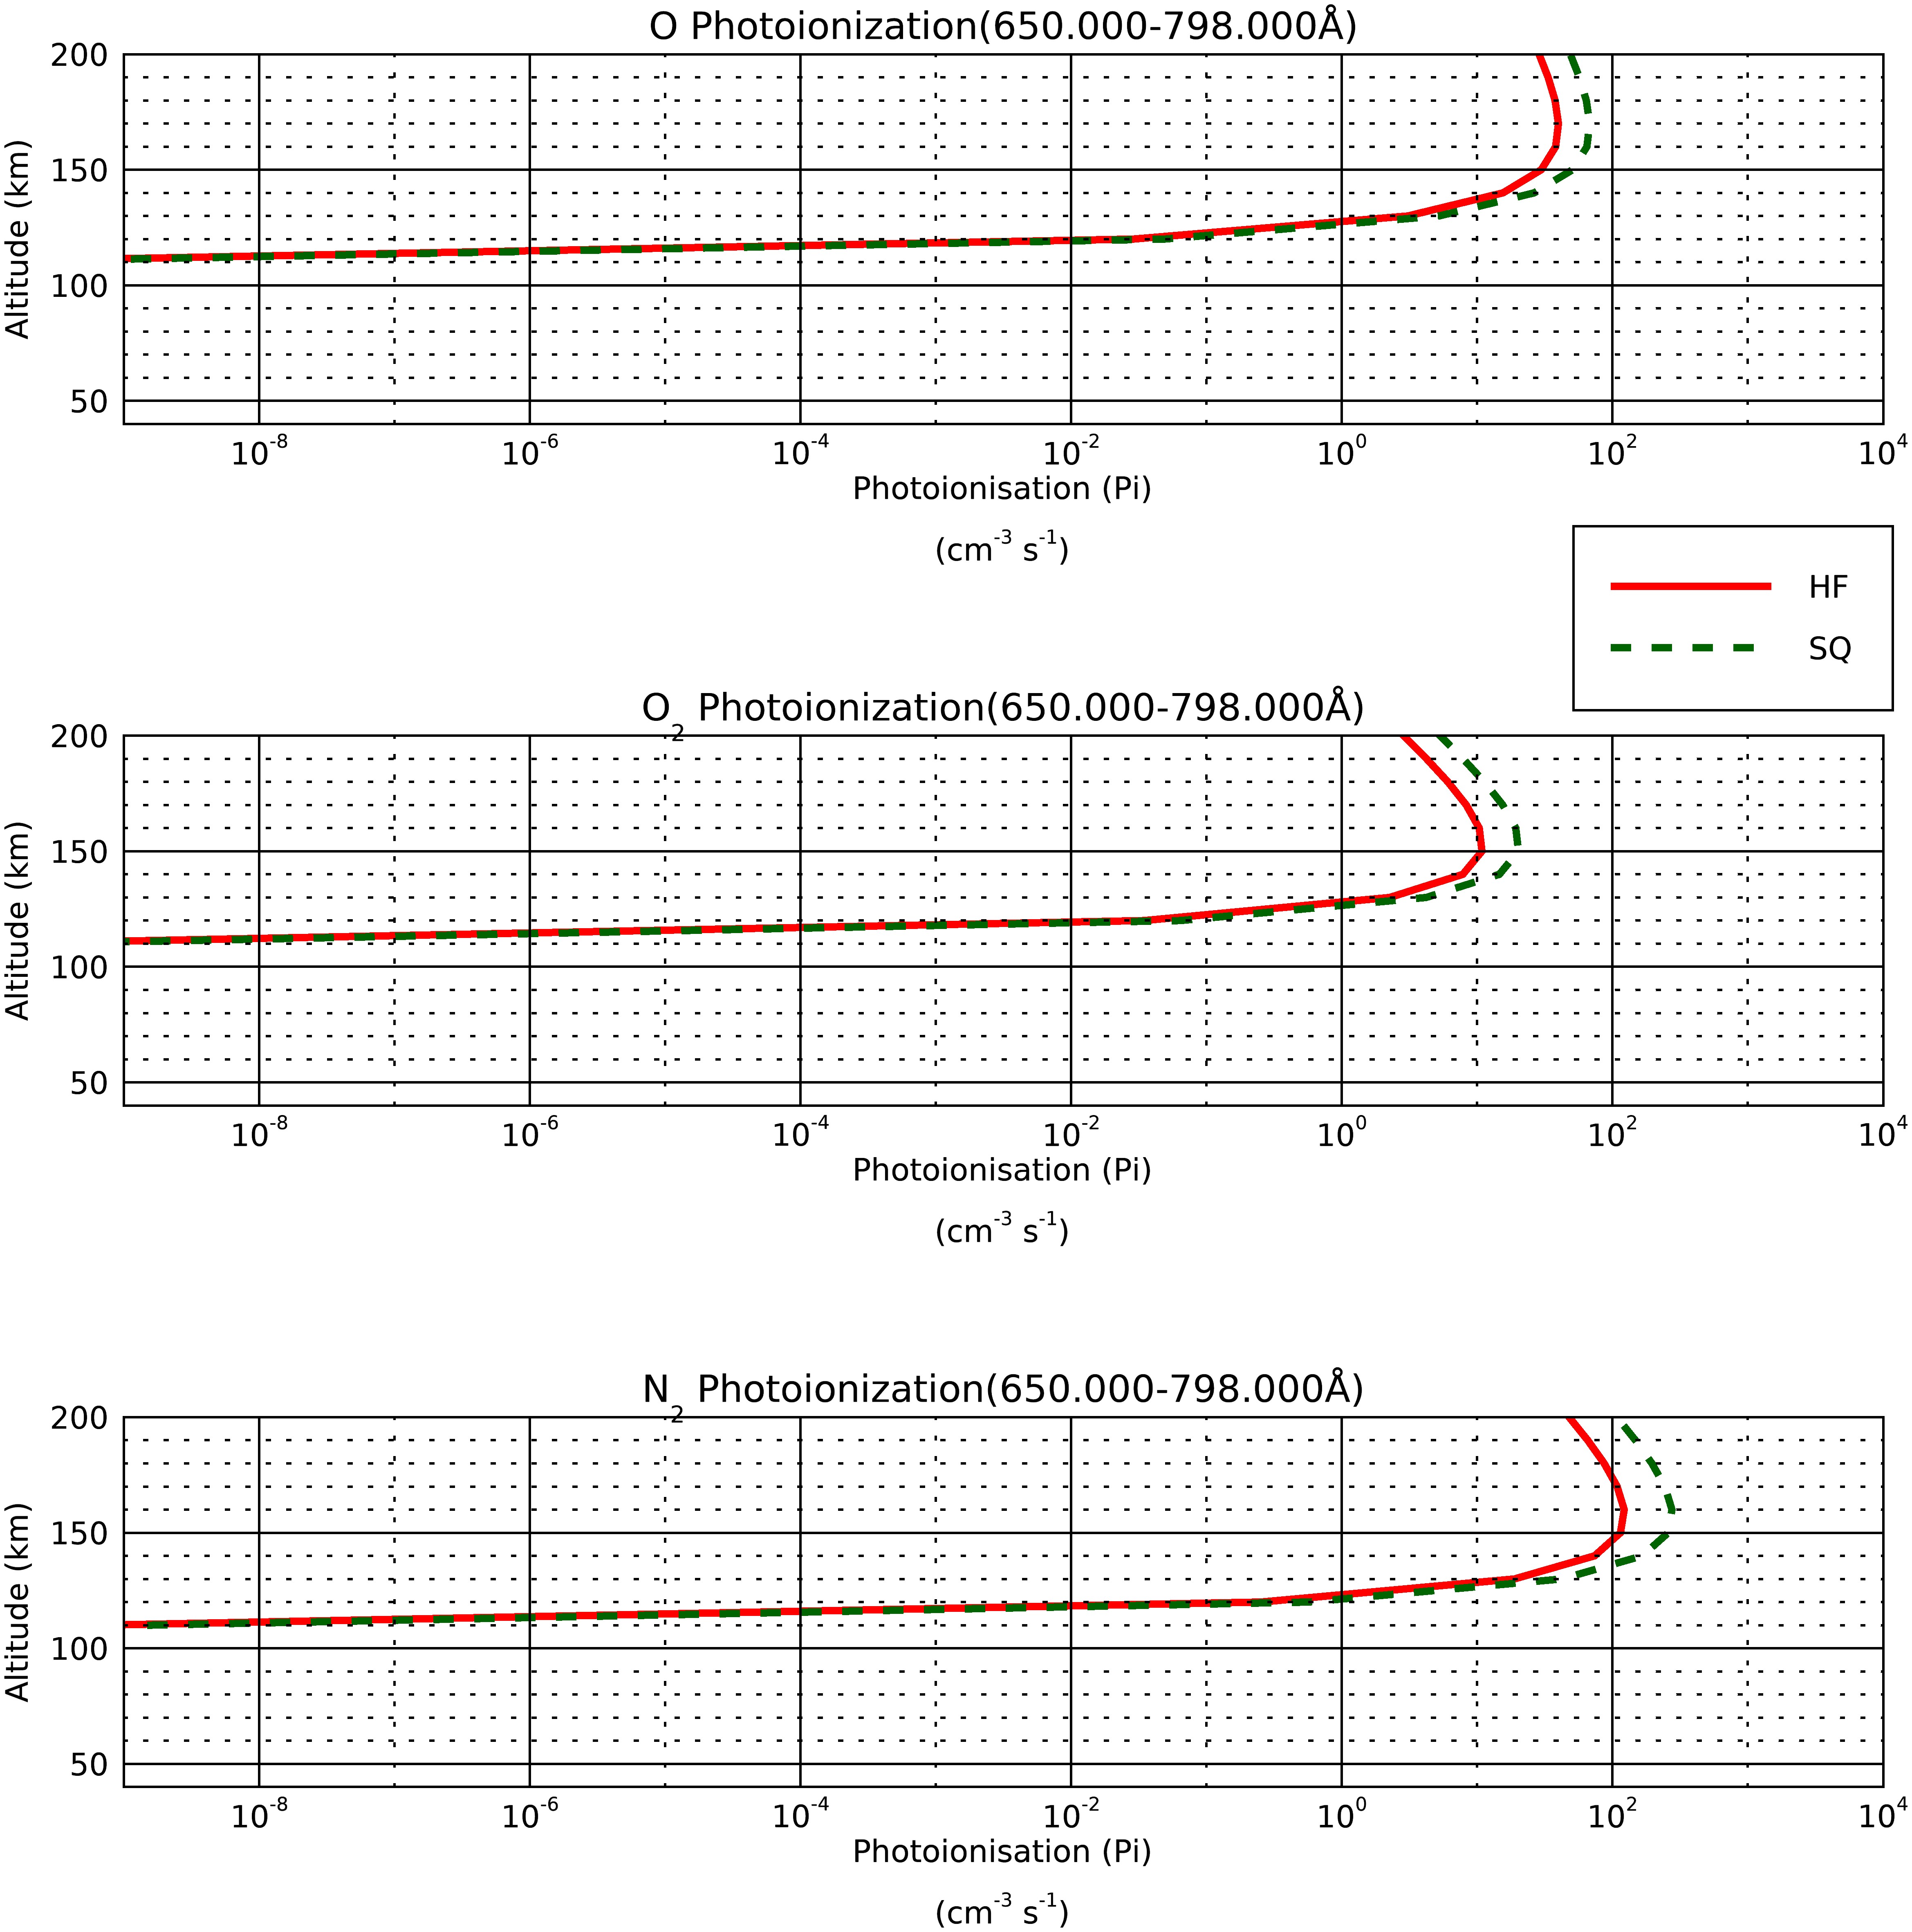 O Photoionization(650.000-798.000Å)
200
150
100
50
Altitude (km)
10⁻⁸ 10⁻⁶ 10⁻⁴ 10⁻² 10⁰ 10² 10⁴
Photoionisation (Pi)
(cm⁻³ s⁻¹)
HF
SQ
O₂ Photoionization(650.000-798.000Å)
200
150
100
50
Altitude (km)
10⁻⁸ 10⁻⁶ 10⁻⁴ 10⁻² 10⁰ 10² 10⁴
Photoionisation (Pi)
(cm⁻³ s⁻¹)
N₂ Photoionization(650.000-798.000Å)
200
150
100
50
Altitude (km)
10⁻⁸ 10⁻⁶ 10⁻⁴ 10⁻² 10⁰ 10² 10⁴
Photoionisation (Pi)
(cm⁻³ s⁻¹)